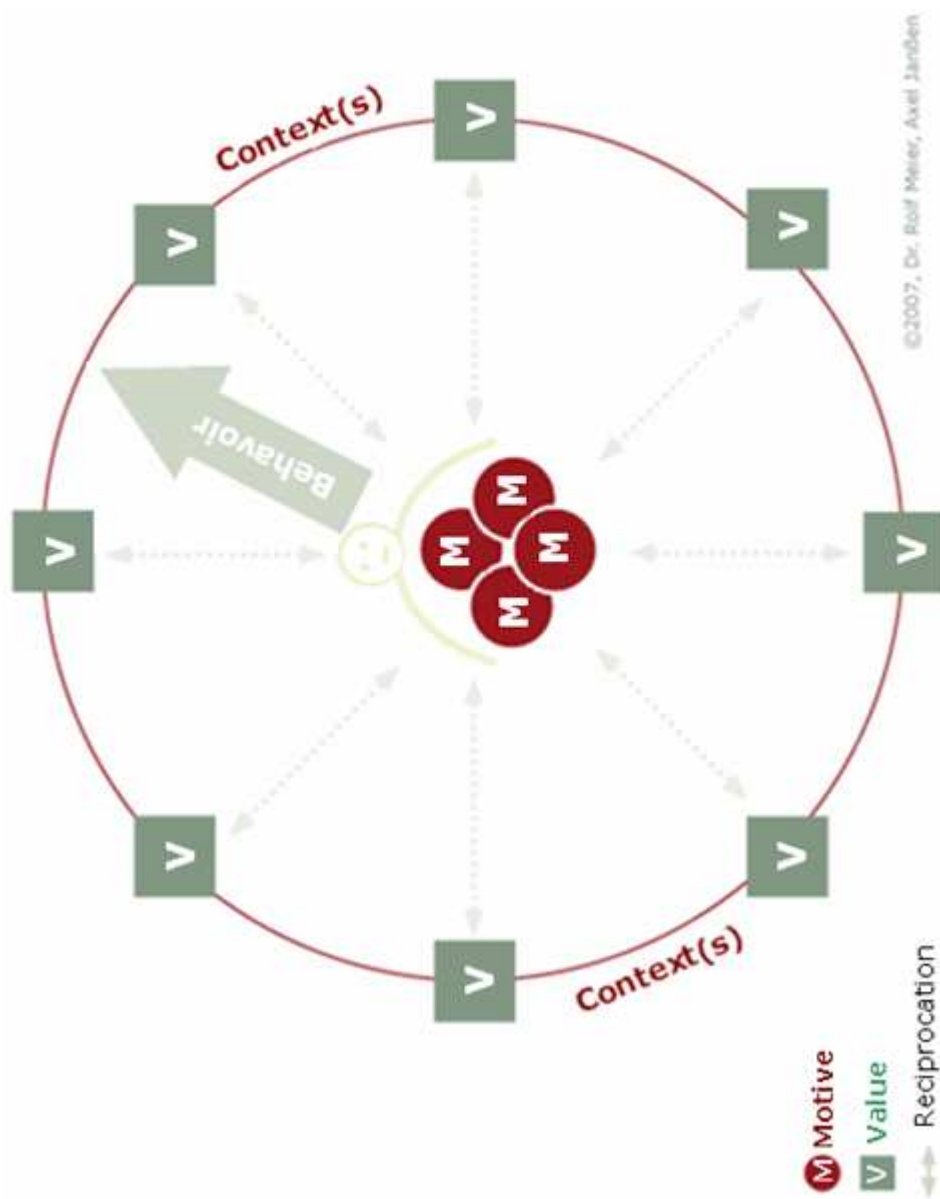 V
V
V
Behavoir
Context(s)
V
V
M
M
M
M
Context(s)
V
V
V
M Motive
V Value
Reciprocation
©2007, Dr. Rolf Meier, Axel Janßen